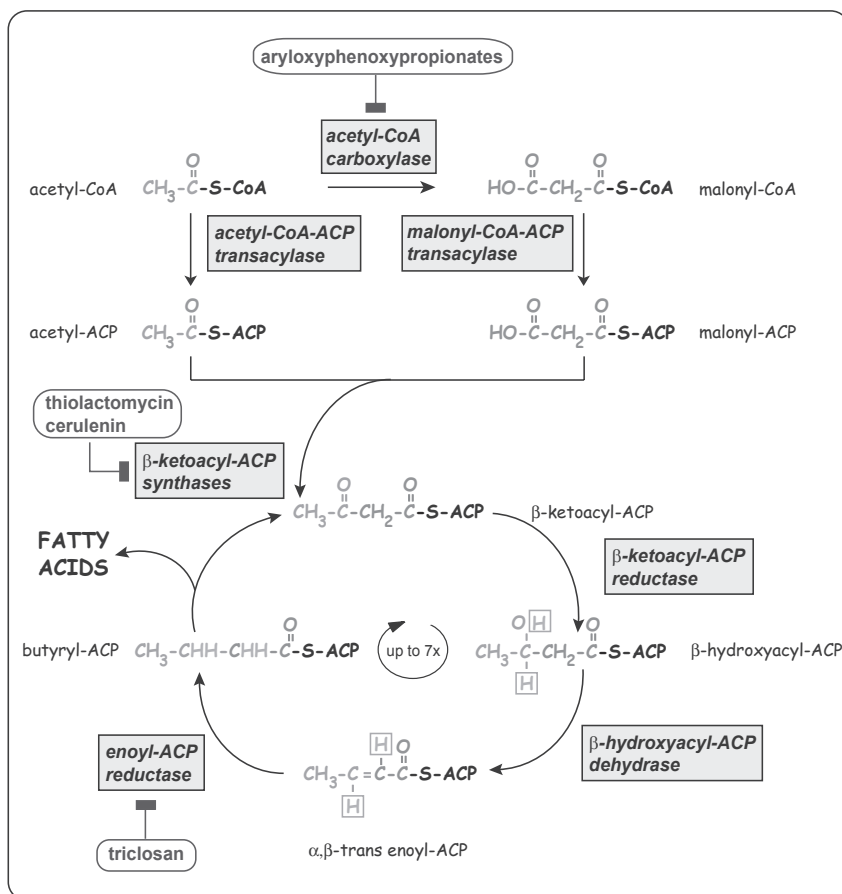 aryloxyphenoxypropionates
acetyl-CoA
carboxylase
acetyl-CoA
O
CH3-C-S-CoA
O O
HO-C-CH2-C-S-CoA
malonyl-CoA
acetyl-CoA-ACP
transacylase
malonyl-CoA-ACP
transacylase
acetyl-ACP
O
CH3-C-S-ACP
O O
HO-C-CH2-C-S-ACP
malonyl-ACP
thiolactomycin
cerulenin
β-ketoacyl-ACP
synthases
O O
CH3-C-CH2-C-S-ACP
β-ketoacyl-ACP
FATTY
ACIDS
β-ketoacyl-ACP
reductase
butyryl-ACP
O
CH3-CHH-CHH-C-S-ACP
up to 7x
O H O
CH3-C-CH2-C-S-ACP
H
β-hydroxyacyl-ACP
enoyl-ACP
reductase
H O
CH3-C=C-C-S-ACP
H
β-hydroxyacyl-ACP
dehydrase
triclosan
α,β-trans enoyl-ACP